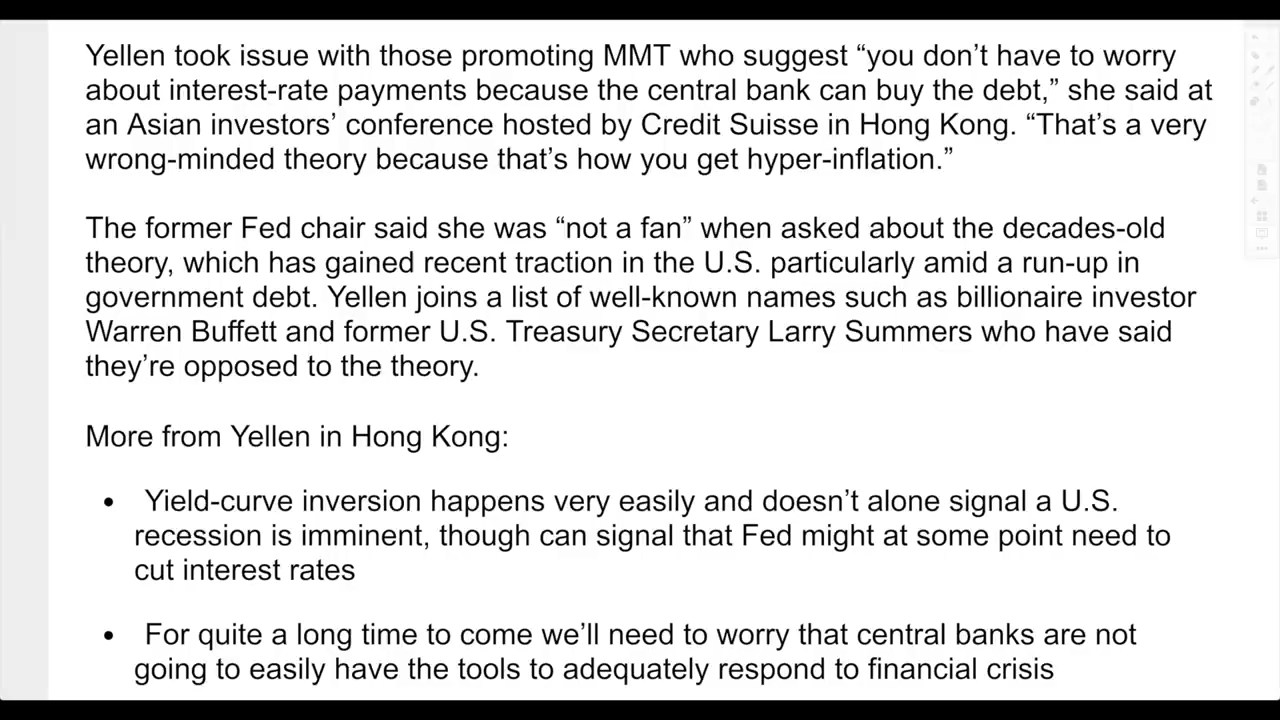 Yellen took issue with those promoting MMT who suggest “you don’t have to worry
about interest-rate payments because the central bank can buy the debt,” she said at
an Asian investors’ conference hosted by Credit Suisse in Hong Kong. “That’s a very
wrong-minded theory because that’s how you get hyper-inflation.”
The former Fed chair said she was “not a fan” when asked about the decades-old
theory, which has gained recent traction in the U.S. particularly amid a run-up in
government debt. Yellen joins a list of well-known names such as billionaire investor
Warren Buffett and former U.S. Treasury Secretary Larry Summers who have said
they’re opposed to the theory.
More from Yellen in Hong Kong:
• Yield-curve inversion happens very easily and doesn’t alone signal a U.S.
recession is imminent, though can signal that Fed might at some point need to
cut interest rates
• For quite a long time to come we’ll need to worry that central banks are not
going to easily have the tools to adequately respond to financial crisis